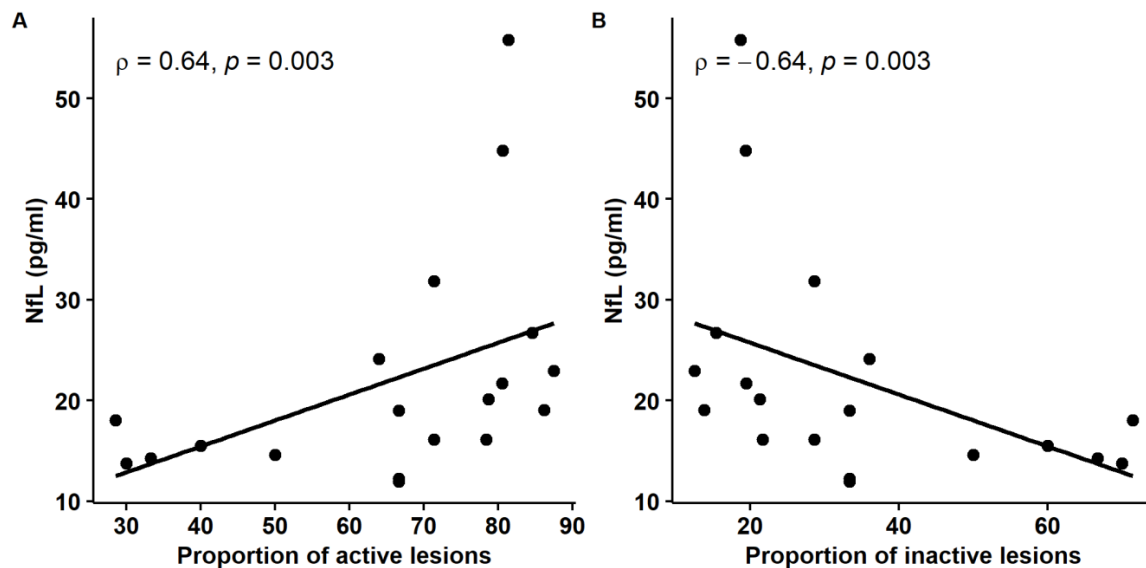 A
ρ = 0.64, p = 0.003
NfL (pg/ml)
50
40
30
20
10
30 40 50 60 70 80 90
Proportion of active lesions
B
ρ = −0.64, p = 0.003
NfL (pg/ml)
50
40
30
20
10
20 40 60
Proportion of inactive lesions